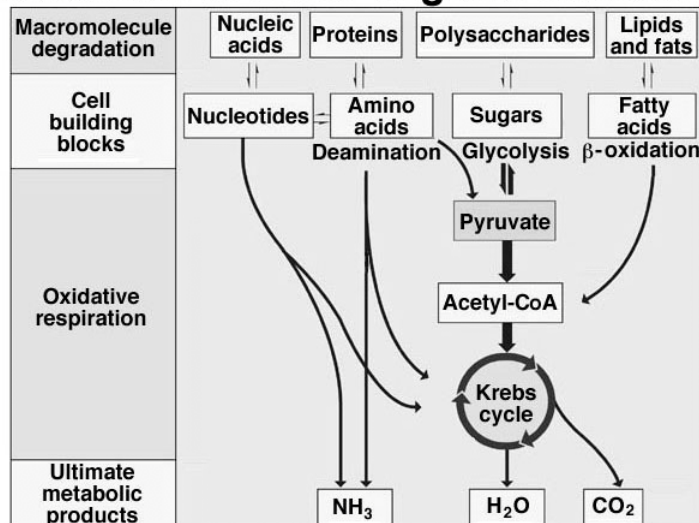 Macromolecule
degradation
Nucleic
acids
Proteins
Polysaccharides
Lipids
and fats
Cell
building
blocks
Nucleotides
Amino
acids
Sugars
Fatty
acids
Deamination
Glycolysis
β-oxidation
Oxidative
respiration
Pyruvate
Acetyl-CoA
Krebs
cycle
Ultimate
metabolic
products
NH3
H2O
CO2